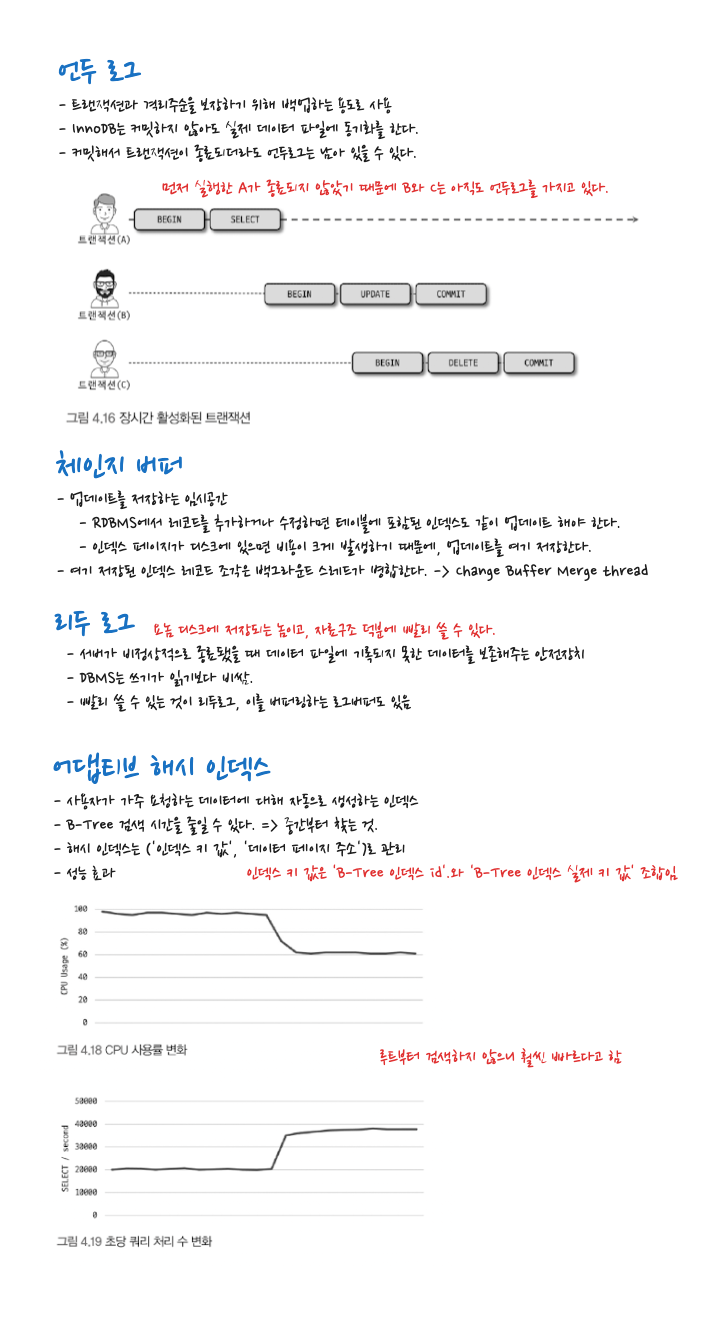 언두 로그
- 트랜잭션과 격리수준을 보장하기 위해 백업하는 용도로 사용
- InnoDB는 커밋하지 않아도 실제 데이터 파일에 동기화를 한다.
- 커밋해서 트랜잭션이 종료되더라도 언두로그는 남아 있을 수 있다.
먼저 실행한 A가 종료되지 않았기 때문에 B와 C는 아직도 언두로그를 가지고 있다.
BEGIN SELECT
트랜잭션(A)
BEGIN UPDATE COMMIT
트랜잭션(B)
BEGIN DELETE COMMIT
트랜잭션(C)
그림 4.16 장시간 활성화된 트랜잭션
체인지 버퍼
- 업데이트를 저장하는 임시공간
- RDBMS에서 레코드를 추가하거나 수정하면 테이블에 포함된 인덱스도 같이 업데이트 해야 한다.
- 인덱스 페이지가 디스크에 있으면 비용이 크게 발생하기 때문에, 업데이트를 여기 저장한다.
- 여기 저장된 인덱스 레코드 조각은 백그라운드 스레드가 병합한다. -> Change Buffer Merge thread
리두 로그 요놈 디스크에 저장되는 놈이고, 자료구조 덕분에 빨리 쓸 수 있다.
- 서버가 비정상적으로 종료됐을 때 데이터 파일에 기록되지 못한 데이터를 보존해주는 안전장치
- DBMS는 쓰기가 읽기보다 비쌈.
- 빨리 쓸 수 있는 것이 리두로그, 이를 버퍼링하는 로그버퍼도 있음
어댑티브 해시 인덱스
- 사용자가 자주 요청하는 데이터에 대해 자동으로 생성하는 인덱스
- B-Tree 검색 시간을 줄일 수 있다. => 중간부터 찾는 것.
- 해시 인덱스는 ('인덱스 키 값', '데이터 페이지 주소')로 관리
- 성능 효과 인덱스 키 값은 'B-Tree 인덱스 id'.와 'B-Tree 인덱스 실제 키 값' 조합임
100
80
60
40
20
0
CPU Usage (%)
그림 4.18 CPU 사용률 변화
루트부터 검색하지 않으니 훨씬 빠르다고 함
50000
40000
30000
20000
10000
0
SELECT / second
그림 4.19 초당 쿼리 처리 수 변화